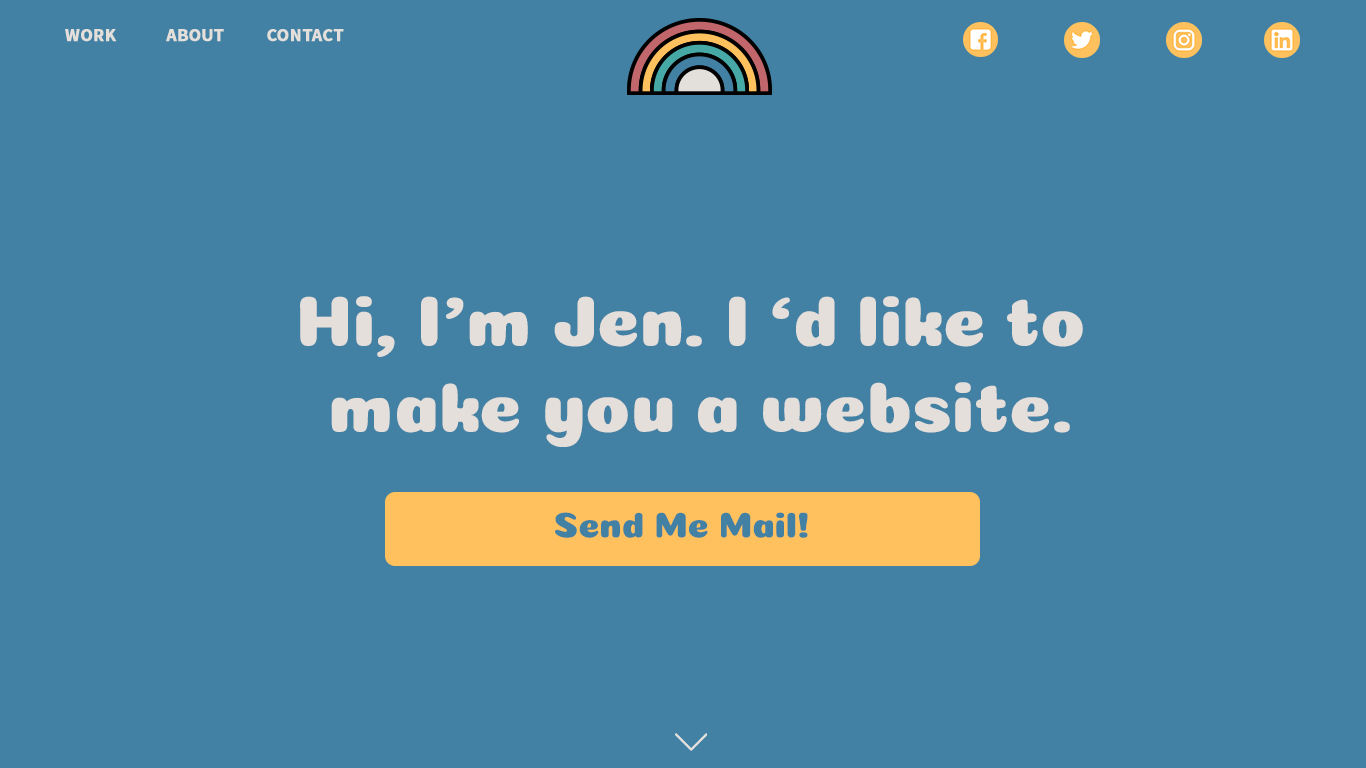 WORK ABOUT CONTACT
Hi, I’m Jen. I ‘d like to
make you a website.
Send Me Mail!